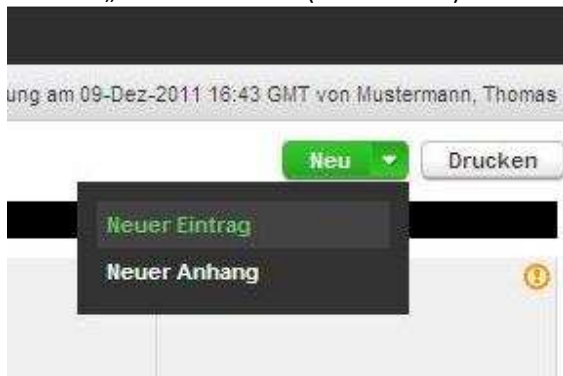 ung am 09-Dez-2011 16:43 GMT von Mustermann, Thomas
Neu Drucken
Neuer Eintrag
Neuer Anhang